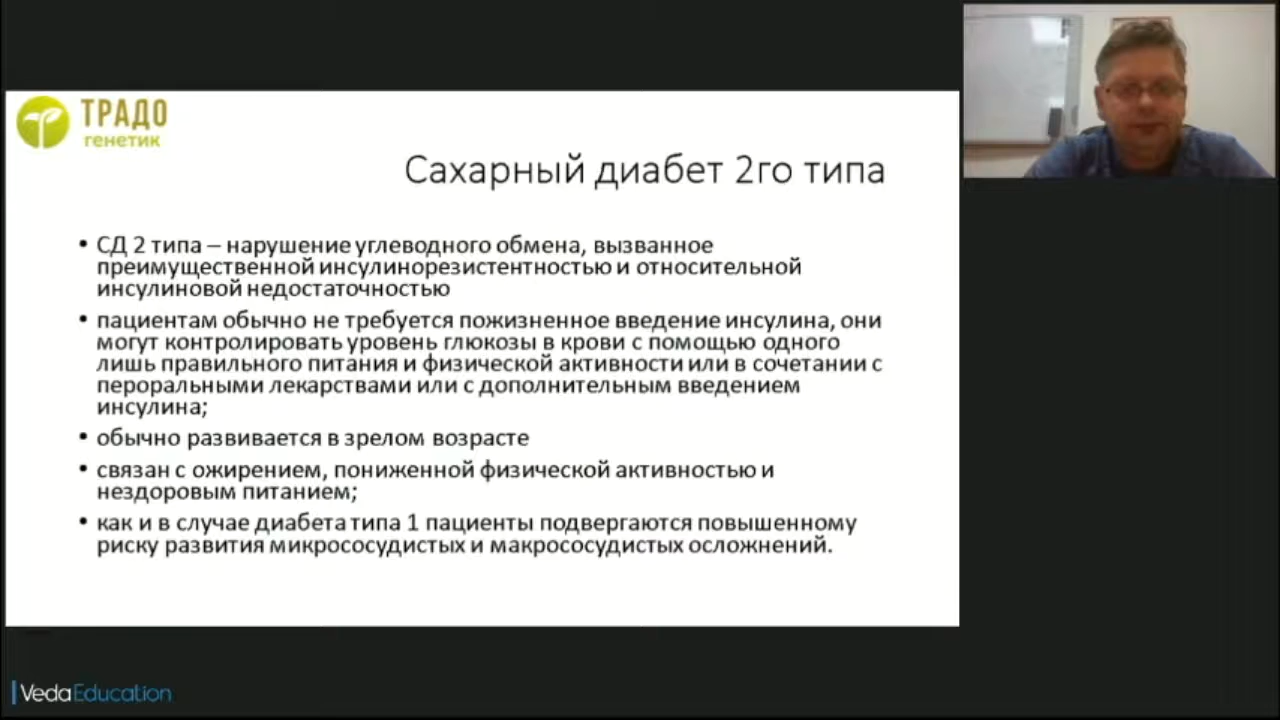 ТРАДО
генетик
Сахарный диабет 2го типа
• СД 2 типа – нарушение углеводного обмена, вызванное
преимущественной инсулинорезистентностью и относительной
инсулиновой недостаточностью
• пациентам обычно не требуется пожизненное введение инсулина, они
могут контролировать уровень глюкозы в крови с помощью одного
лишь правильного питания и физической активности или в сочетании с
пероральными лекарствами или с дополнительным введением
инсулина;
• обычно развивается в зрелом возрасте
• связан с ожирением, пониженной физической активностью и
нездоровым питанием;
• как и в случае диабета типа 1 пациенты подвергаются повышенному
риску развития микрососудистых и макрососудистых осложнений.
VedaEducation